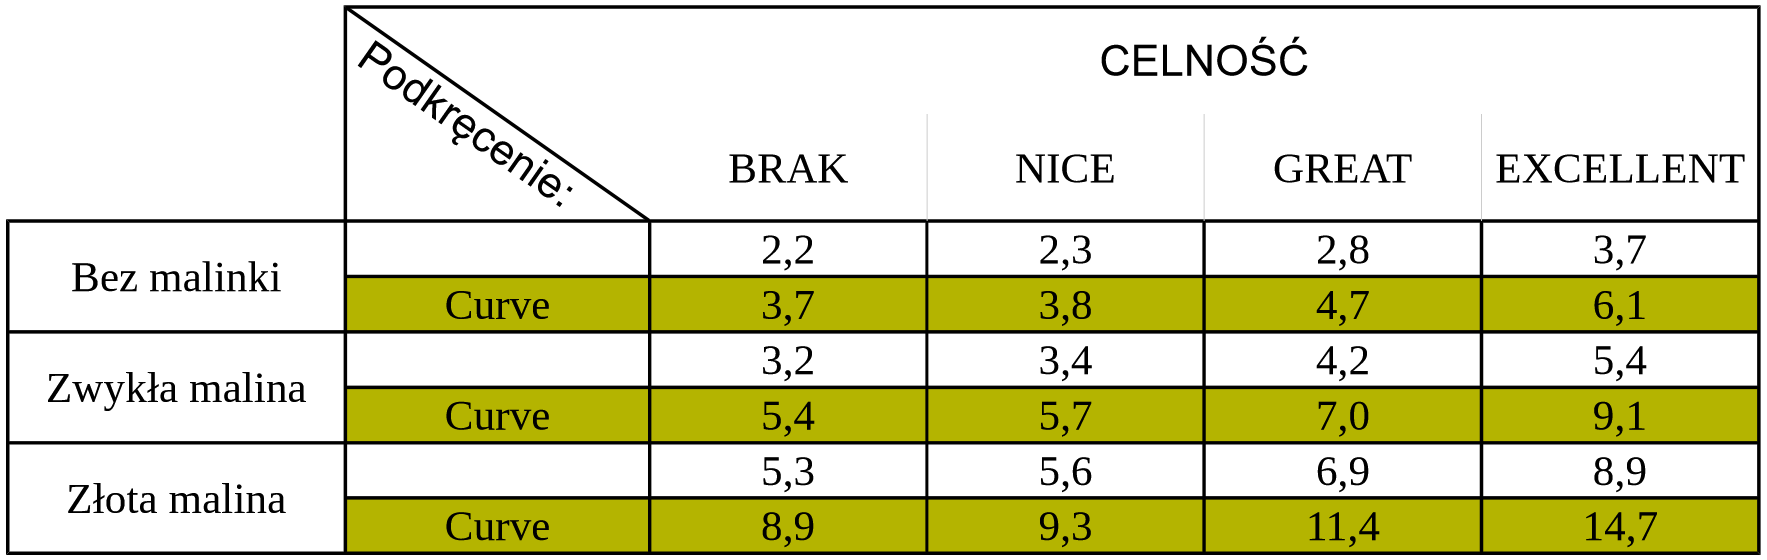 Podkręcenie:
CELNOŚĆ
BRAK NICE GREAT EXCELLENT
Bez malinki
2,2 2,3 2,8 3,7
Curve 3,7 3,8 4,7 6,1
Zwykła malina
3,2 3,4 4,2 5,4
Curve 5,4 5,7 7,0 9,1
Złota malina
5,3 5,6 6,9 8,9
Curve 8,9 9,3 11,4 14,7